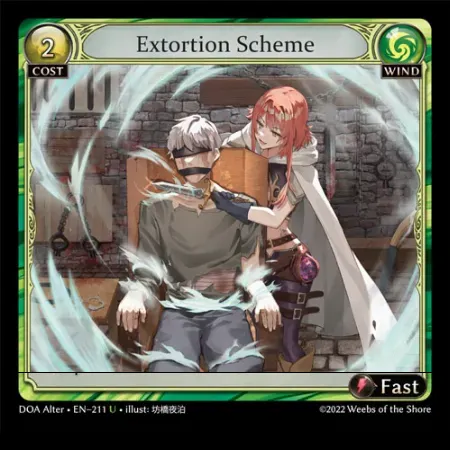 2 Extortion Scheme
COST WIND
Fast
DOA Alter • EN-211 U • illust: 坊橋夜泊 ©2022 Weebs of the Shore